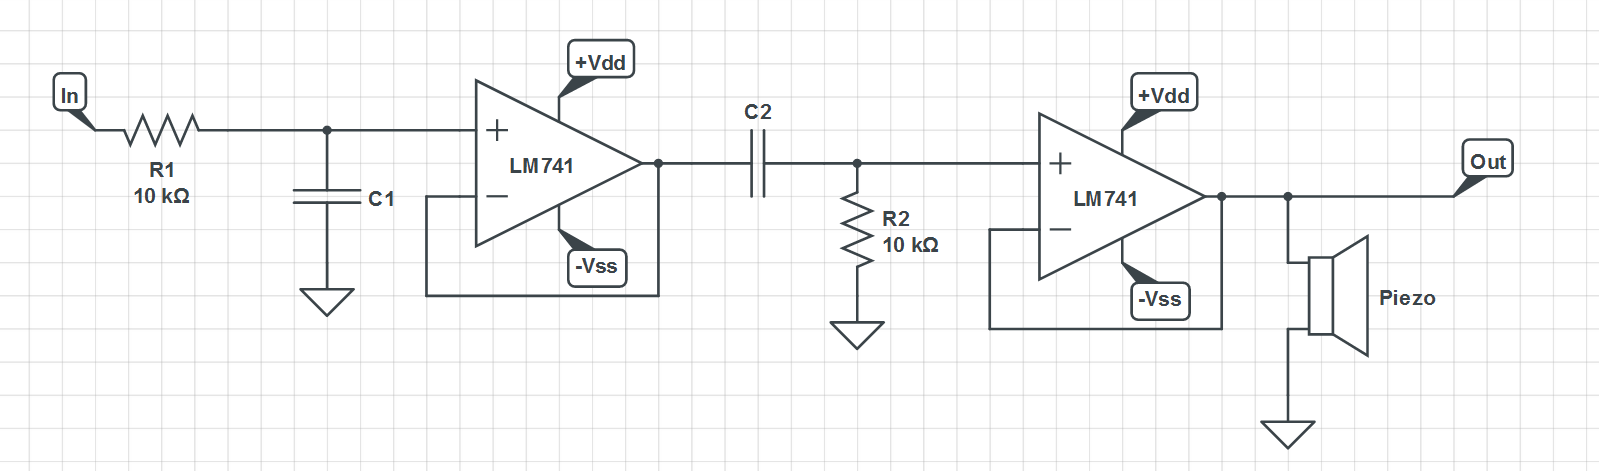 In
R1
10 kΩ
C1
+
−
LM741
+Vdd
-Vss
C2
R2
10 kΩ
+
−
LM741
+Vdd
-Vss
Out
Piezo